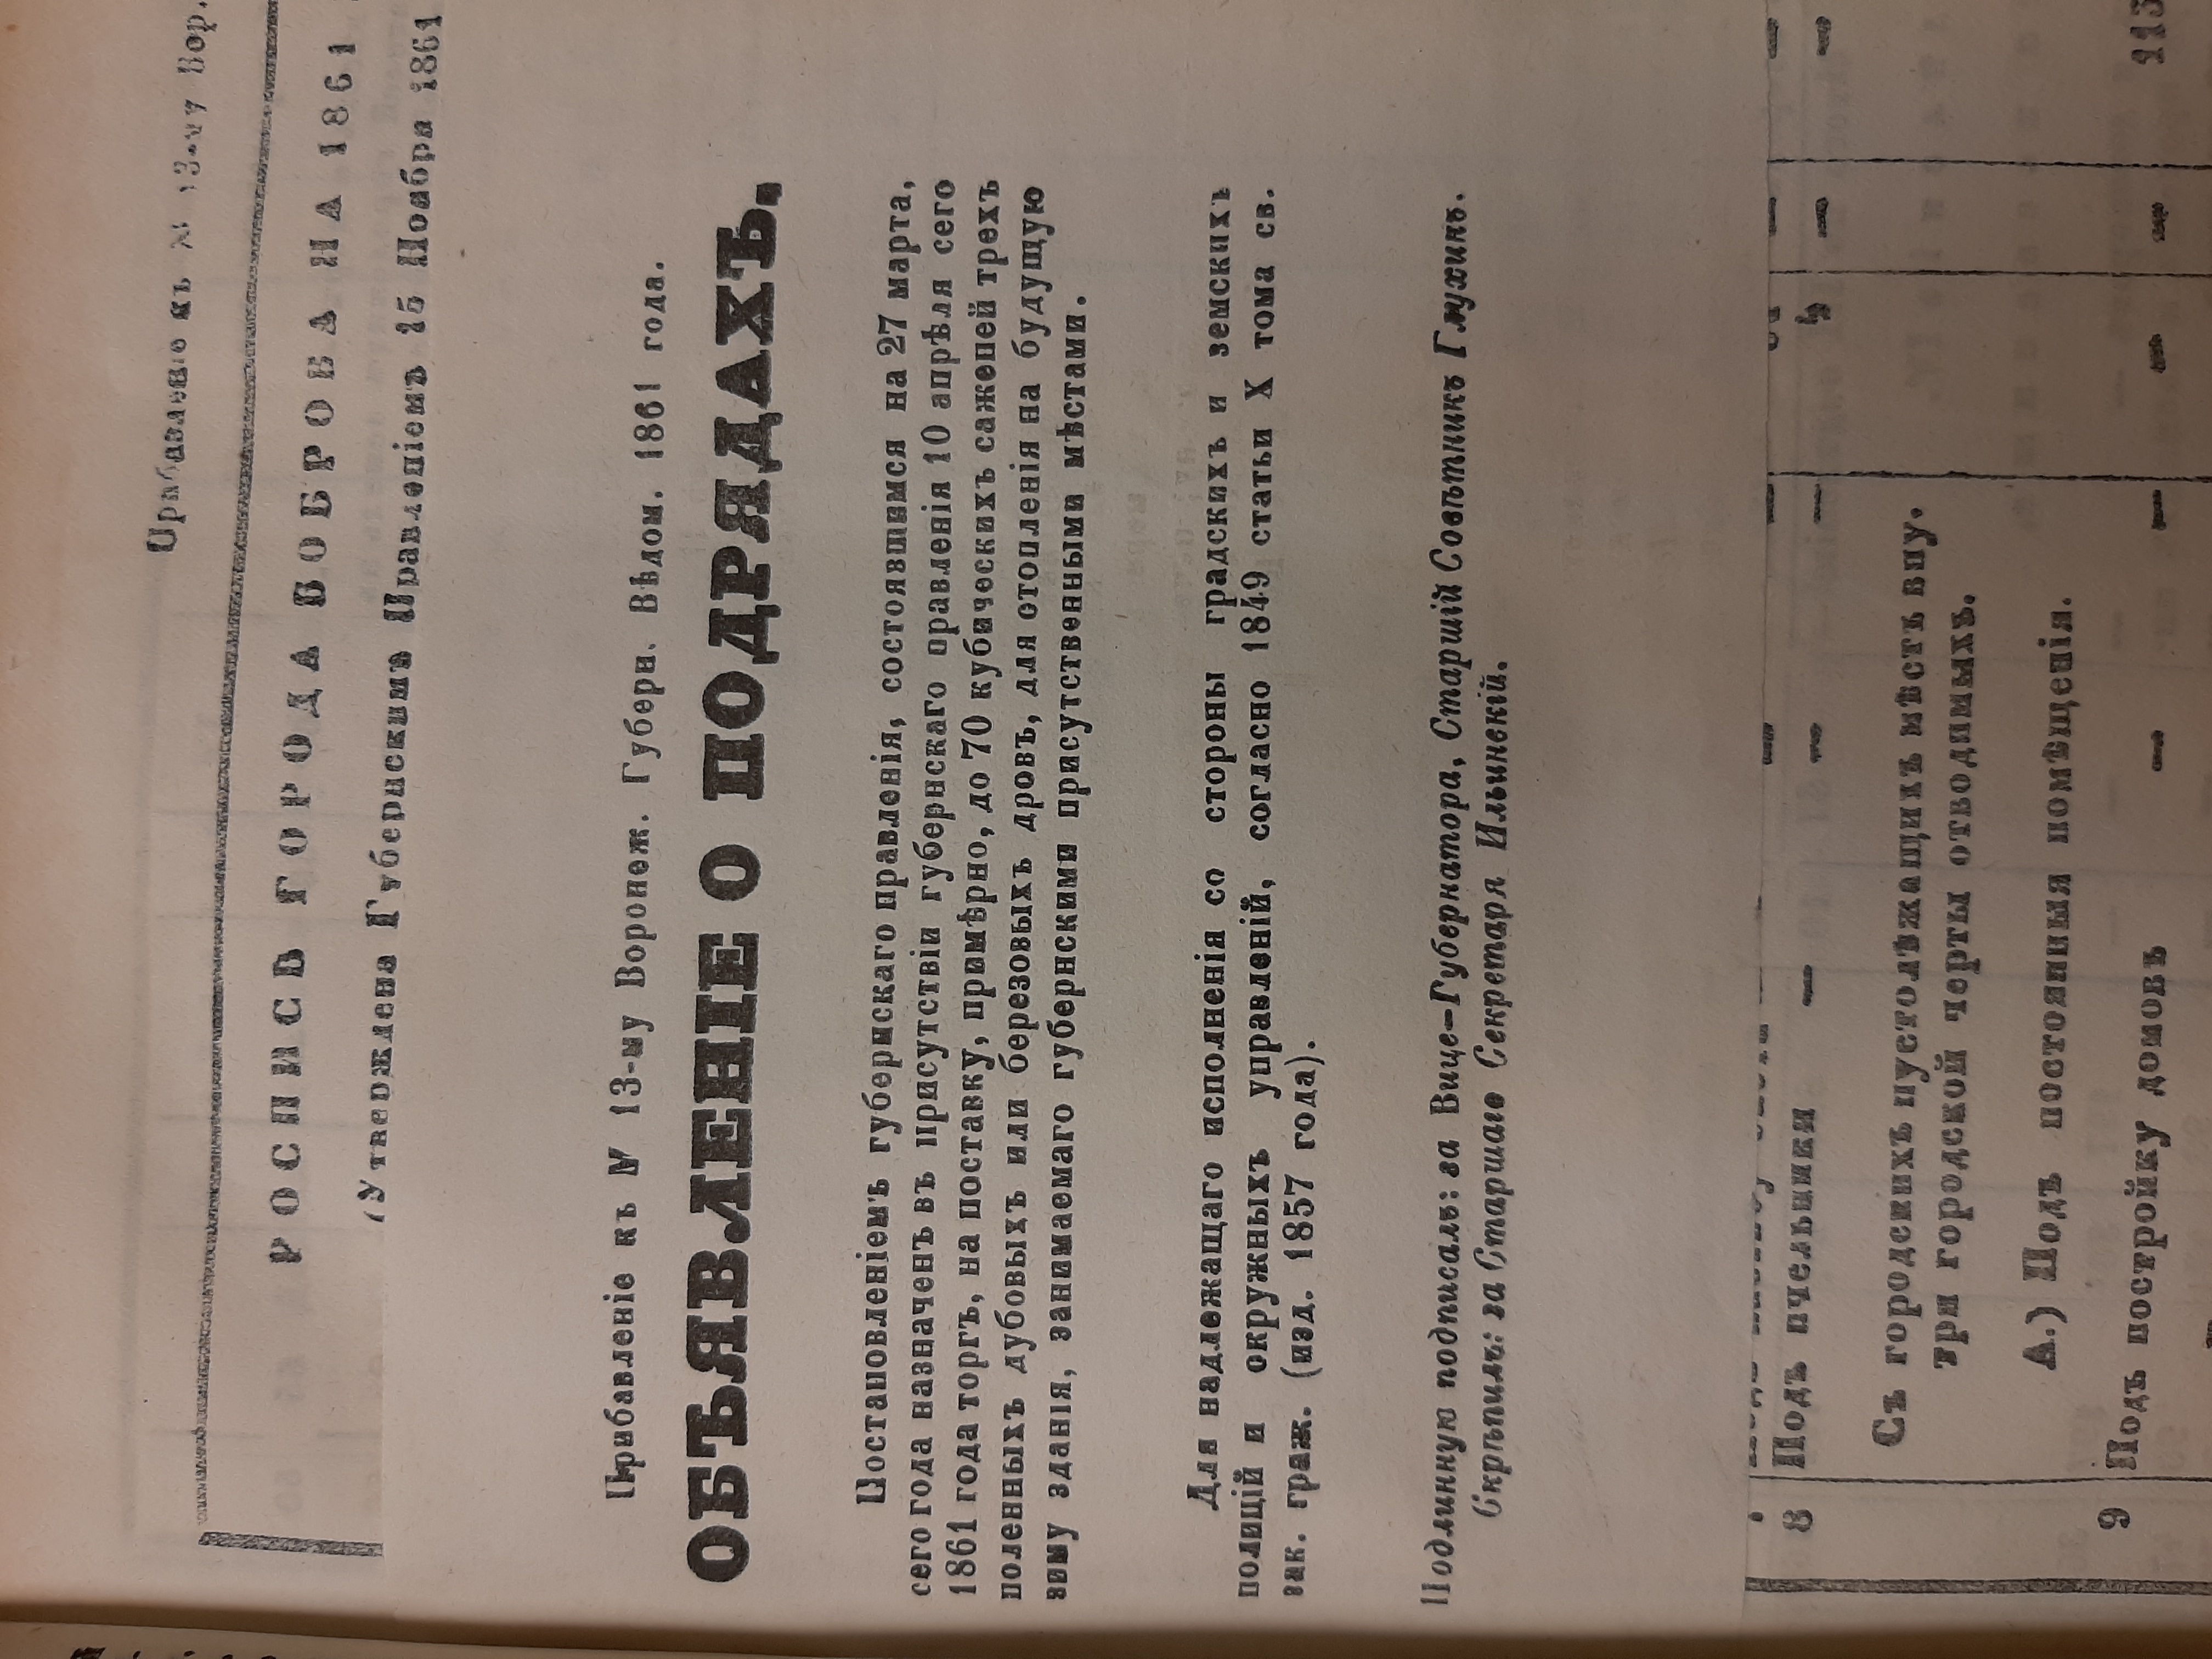 Прибавленіе къ № 13-му Вор.
РОСПИСЬ ГОРОДА БОБРОВА НА 1861
(Утверждена Губернскимъ Правленіемъ 15 Ноября 1861
Прибавленіе къ № 13-му Воронеж. Губерн. Вѣдом. 1861 года.
ОБЪЯВЛЕНІЕ О ПОДРЯДАХЪ.
Постановленіемъ губернскаго правленія, состоявшимся на 27 марта,
сего года назначенъ въ присутствіи губернскаго правленія 10 апрѣля сего
1861 года торгъ, на поставку, примѣрно, до 70 кубическихъ саженей трехъ
поленныхъ дубовыхъ или березовыхъ дровъ, для отопленія на будущую
зиму зданія, занимаемаго губернскими присутственными мѣстами.
Для надлежащаго исполненія со стороны градскихъ и земскихъ
полицій и окружныхъ управленій, согласно 1849 статьи X тома св.
зак. граж. (изд. 1857 года).
Подлинную подписалъ: за Вице-Губернатора, Старшій Совѣтникъ Глухинъ.
Скрѣпилъ: за Старшаго Секретаря Ильинскій.
8 Подъ пчельники — — — 4 — —
Съ городскихъ пустолѣжащихъ мѣстъ вну-
три городской черты отводимыхъ.
А.) Подъ постоянныя помѣщенія.
9 Подъ постройку домовъ — — — — 113